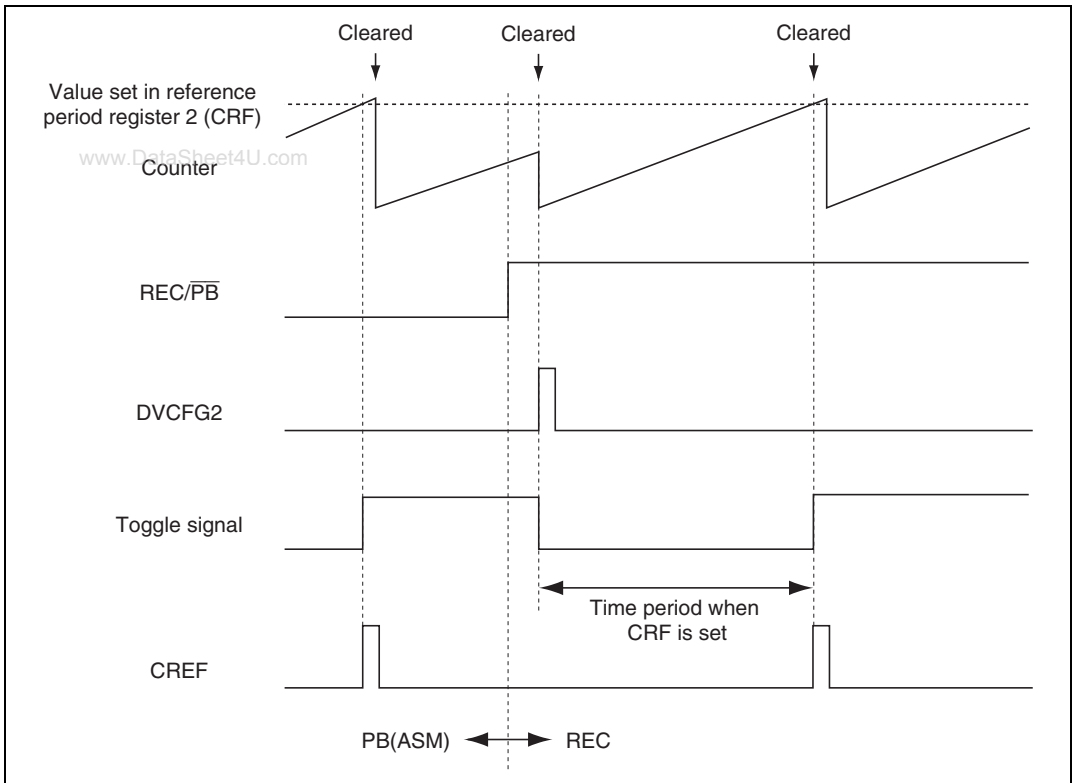 Cleared Cleared Cleared
Value set in reference
period register 2 (CRF)
www.DataSheet4U.com
Counter
REC/PB
DVCFG2
Toggle signal
Time period when
CRF is set
CREF
PB(ASM) REC